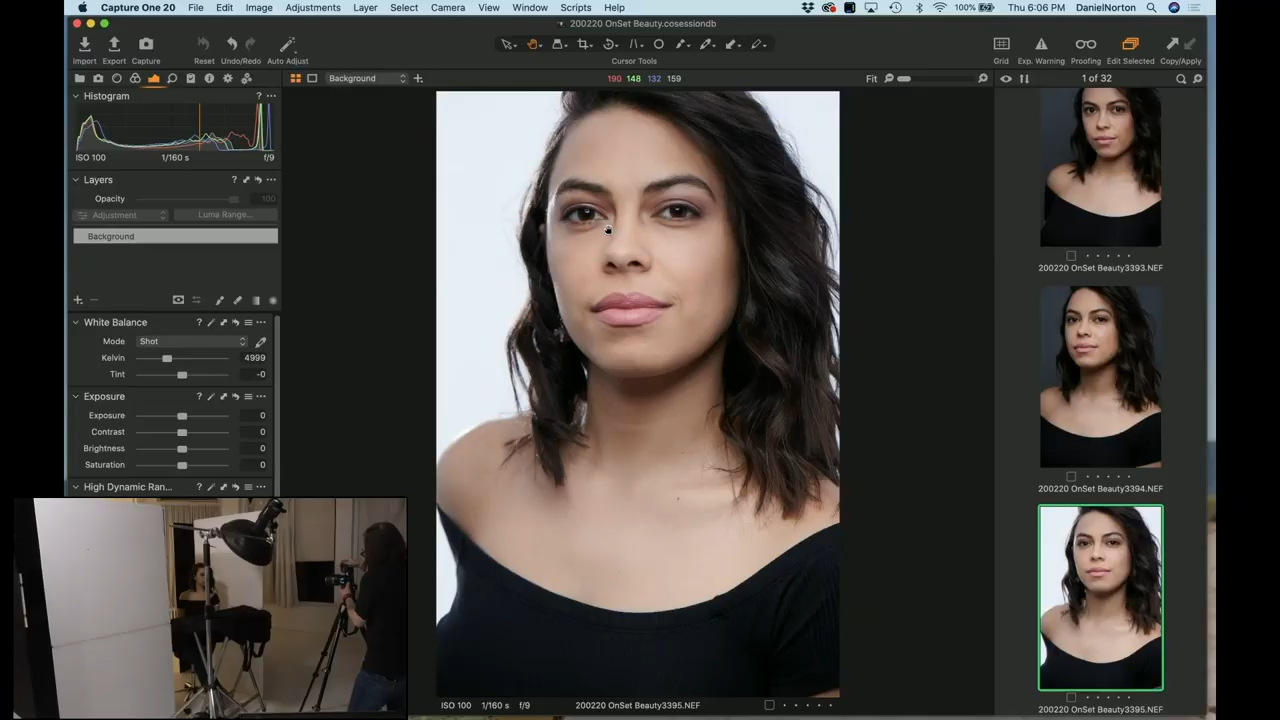 Capture One 20 File Edit Image Adjustments Layer Select Camera View Window Scripts Help 100% Thu 6:06 PM DanielNorton
200220 OnSet Beauty.cosessiondb
Import Export Capture Reset Undo/Redo Auto Adjust Cursor Tools Grid Exp. Warning Proofing Edit Selected Copy/Apply
Background 190 148 132 159 Fit 1 of 32
Histogram ?
ISO 100 1/160 s f/9
Layers ?
Opacity 100
Adjustment Luma Range...
Background
White Balance ?
Mode Shot
Kelvin 4999
Tint -0
Exposure ?
Exposure 0
Contrast 0
Brightness 0
Saturation 0
High Dynamic Ran... ?
200220 OnSet Beauty3393.NEF
200220 OnSet Beauty3394.NEF
ISO 100 1/160 s f/9 200220 OnSet Beauty3395.NEF
200220 OnSet Beauty3395.NEF